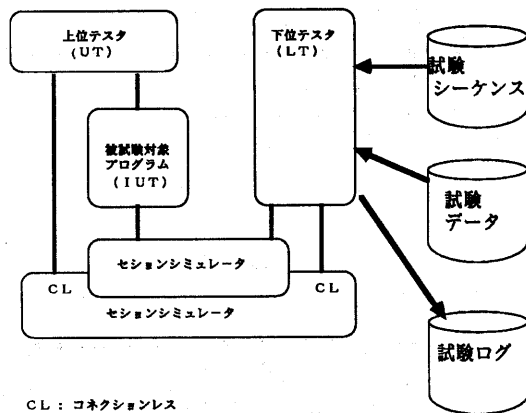 上位テスタ
(UT)
下位テスタ
(LT)
試験
シーケンス
被試験対象
プログラム
(IUT)
試験
データ
セションシミュレータ
CL
CL
セションシミュレータ
試験ログ
CL：コネクションレス